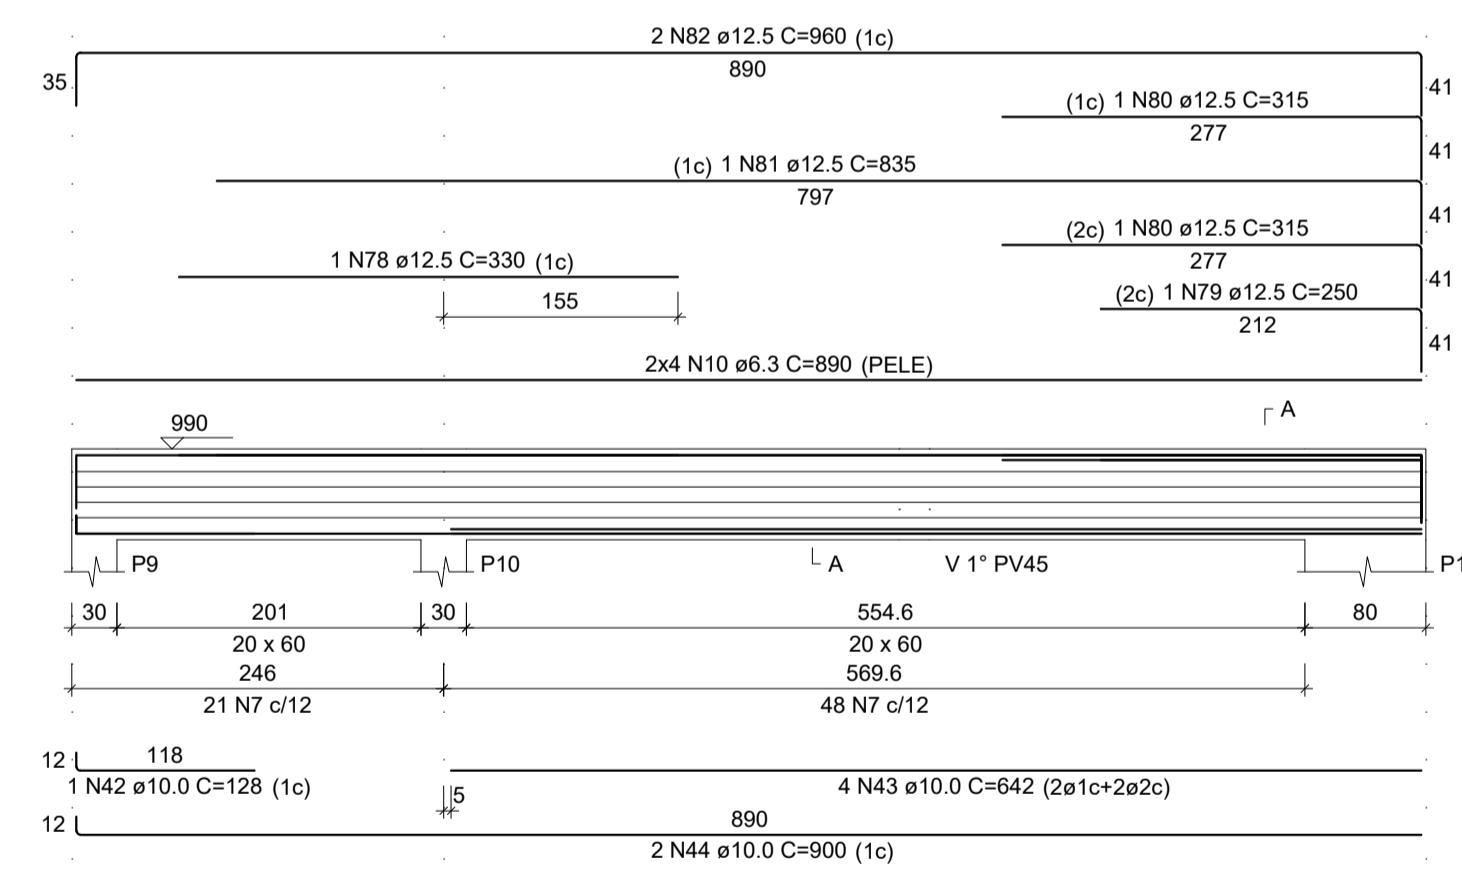 2 N82 ø12.5 C=960 (1c)
890
35
41
(1c) 1 N80 ø12.5 C=315
277
41
(1c) 1 N81 ø12.5 C=835
797
41
(2c) 1 N80 ø12.5 C=315
277
1 N78 ø12.5 C=330 (1c)
41
155
(2c) 1 N79 ø12.5 C=250
212
41
2x4 N10 ø6.3 C=890 (PELE)
A
990
P9
P10
A
V 1° PV45
P1
30
201
30
554.6
80
20 x 60
20 x 60
246
569.6
21 N7 c/12
48 N7 c/12
12
118
1 N42 ø10.0 C=128 (1c)
4 N43 ø10.0 C=642 (2ø1c+2ø2c)
5
12
890
2 N44 ø10.0 C=900 (1c)